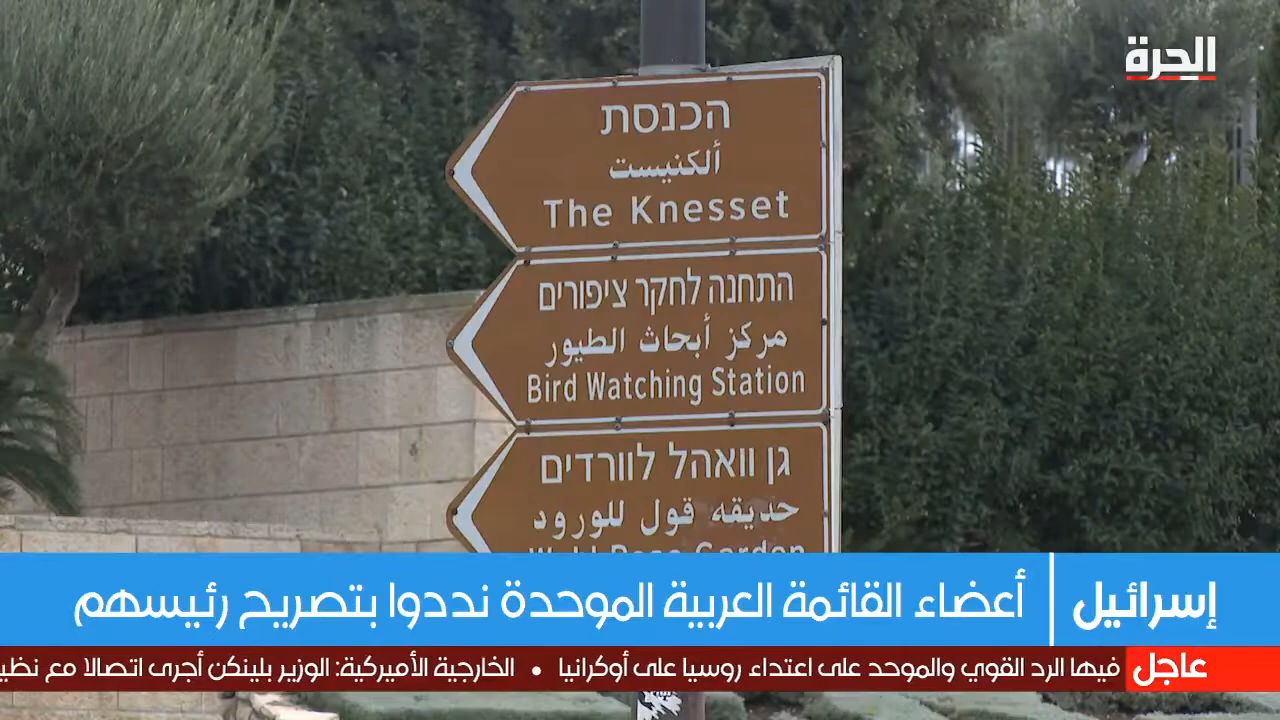 الحرة
הכנסת
ألكنيست
The Knesset
התחנה לחקר ציפורים
مركز أبحاث الطيور
Bird Watching Station
גן וואהל לוורדים
حديقه قول للورود
إسرائيل
أعضاء القائمة العربية الموحدة نددوا بتصريح رئيسهم
عاجل
فيها الرد القوي والموحد على اعتداء روسيا على أوكرانيا • الخارجية الأميركية: الوزير بلينكن أجرى اتصالا مع